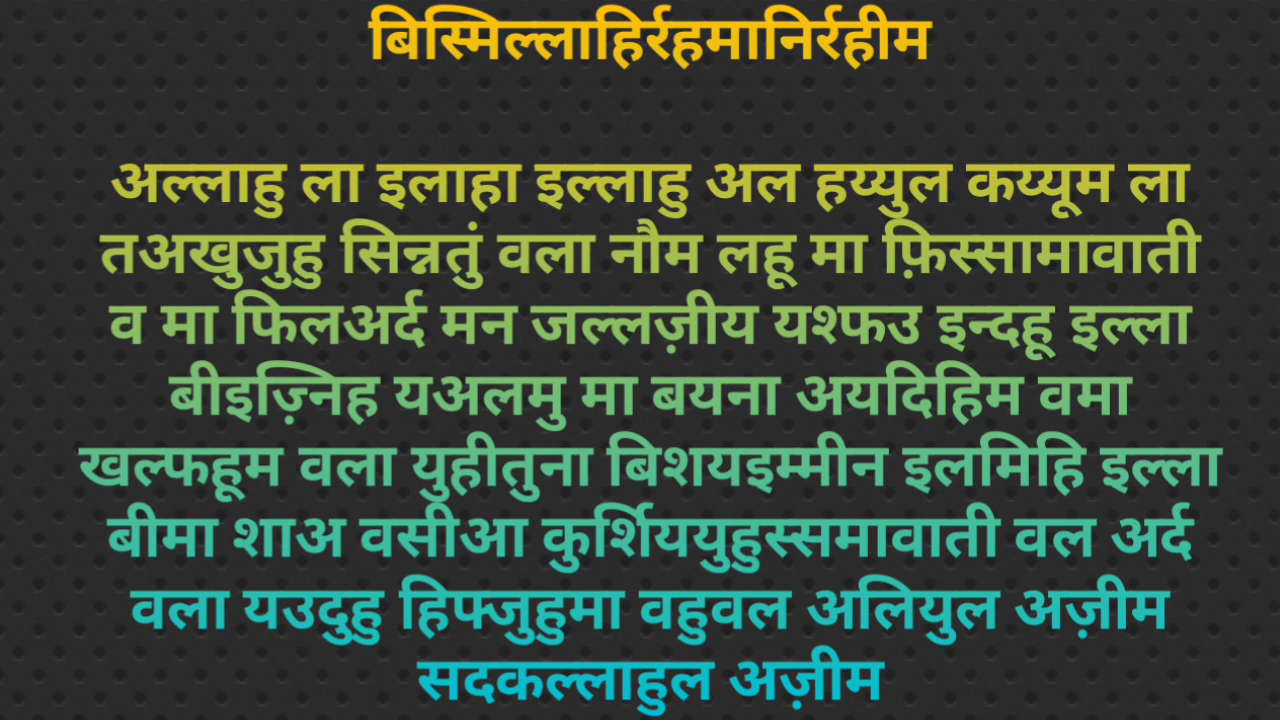 बिस्मिल्लाहिर्रहमानिर्रहीम
अल्लाहु ला इलाहा इल्लाहु अल हय्युल कय्यूम ला
तअखुजुहु सिन्नतुं वला नौम लहू मा फ़िस्सामावाती
व मा फिलअर्द मन जल्लज़ीय यश्फउ इन्दहू इल्ला
बीइज़्निह यअलमु मा बयना अयदिहिम वमा
खल्फहूम वला युहीतुना बिशयइम्मीन इलमिहि इल्ला
बीमा शाअ वसीआ कुर्शिययुहुस्समावाती वल अर्द
वला यउदुहु हिफ्जुहुमा वहुवल अलियुल अज़ीम
सदकल्लाहुल अज़ीम